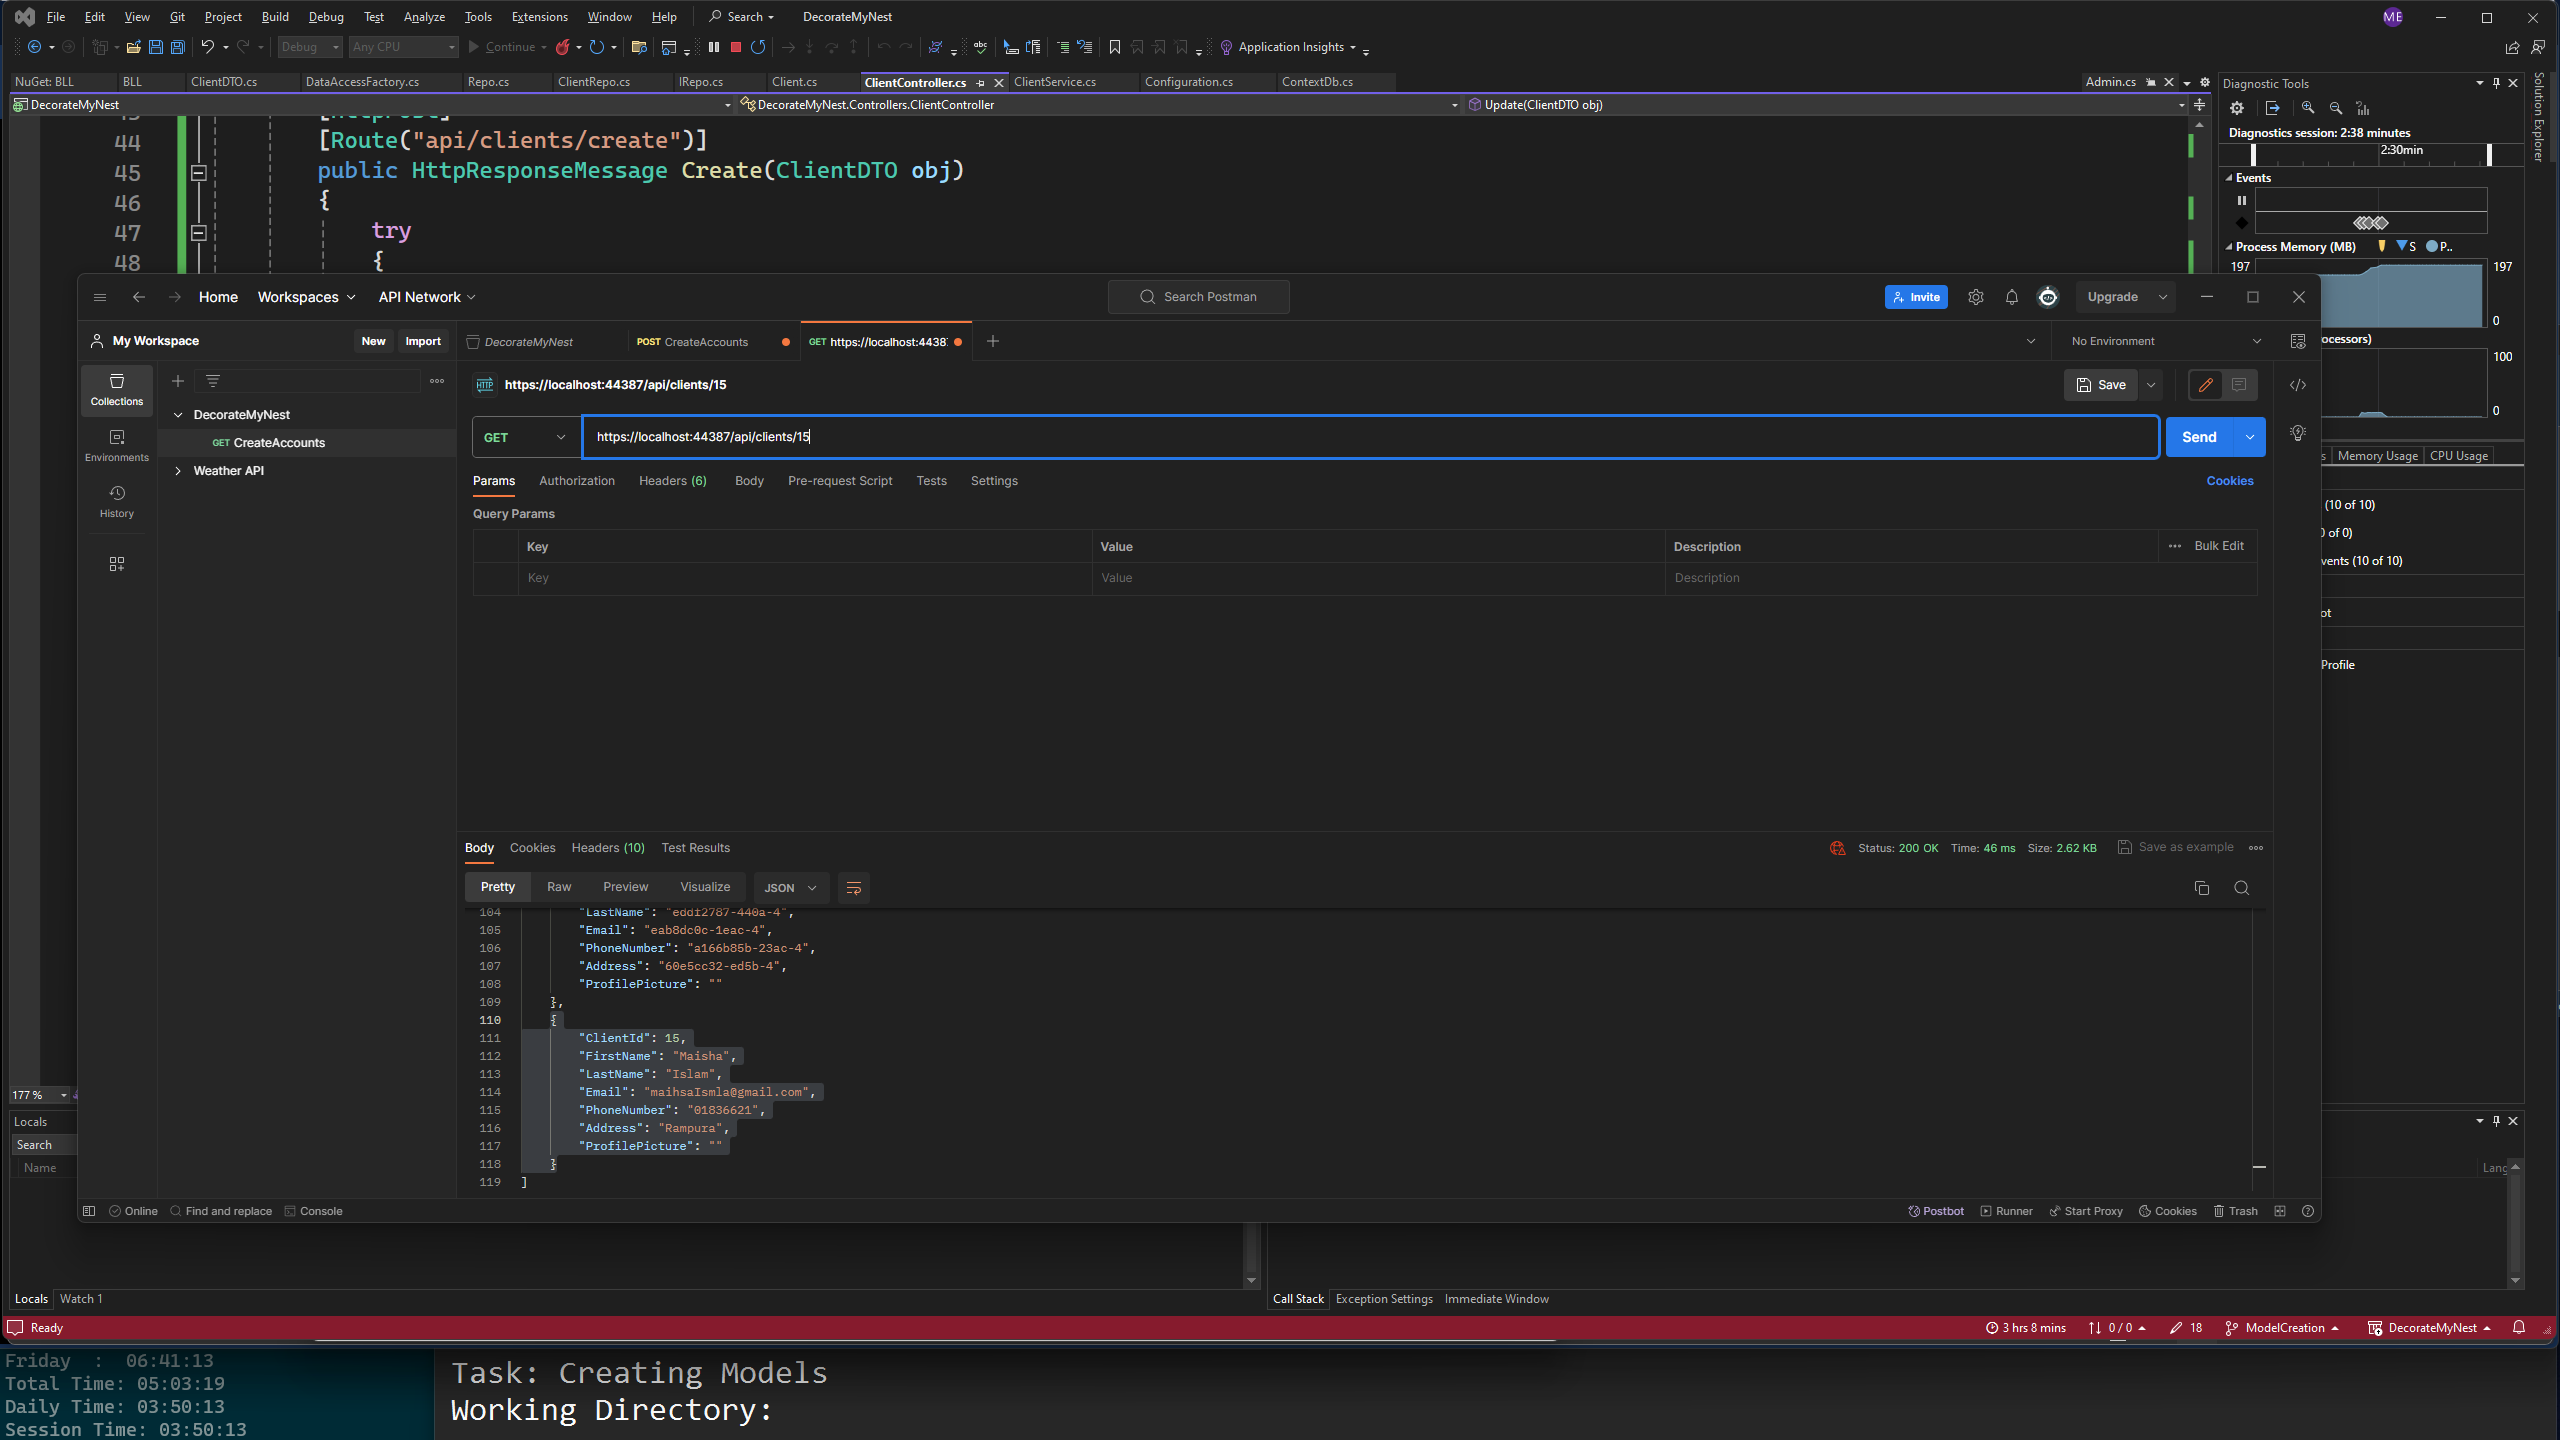 File Edit View Git Project Build Debug Test Analyze Tools Extensions Window Help Search DecorateMyNest ME
Debug Any CPU Continue Application Insights
NuGet: BLL BLL ClientDTO.cs DataAccessFactory.cs Repo.cs ClientRepo.cs IRepo.cs Client.cs ClientController.cs ClientService.cs Configuration.cs ContextDb.cs Admin.cs
DecorateMyNest DecorateMyNest.Controllers.ClientController Update(ClientDTO obj)
44 [Route("api/clients/create")]
45 public HttpResponseMessage Create(ClientDTO obj)
46 {
47 try
48 {
Diagnostic Tools
Diagnostics session: 2:38 minutes
2:30min
Events
Process Memory (MB) S P..
197 197
0
100
0
Memory Usage CPU Usage
(10 of 10)
of 0)
vents (10 of 10)
ot
Profile
Solution Explorer
Home Workspaces API Network Search Postman Invite Upgrade
My Workspace New Import DecorateMyNest POST CreateAccounts GET https://localhost:4438 No Environment
Collections
Environments
History
DecorateMyNest
GET CreateAccounts
Weather API
HTTP https://localhost:44387/api/clients/15 Save
GET https://localhost:44387/api/clients/15 Send
Params Authorization Headers (6) Body Pre-request Script Tests Settings Cookies
Query Params
Key Value Description Bulk Edit
Key Value Description
Body Cookies Headers (10) Test Results Status: 200 OK Time: 46 ms Size: 2.62 KB Save as example
Pretty Raw Preview Visualize JSON
104 "LastName": "eddf2787-440a-4",
105 "Email": "eab8dc0c-1eac-4",
106 "PhoneNumber": "a166b85b-23ac-4",
107 "Address": "60e5cc32-ed5b-4",
108 "ProfilePicture": ""
109 },
110 {
111 "ClientId": 15,
112 "FirstName": "Maisha",
113 "LastName": "Islam",
114 "Email": "maihsaIsmla@gmail.com",
115 "PhoneNumber": "01836621",
116 "Address": "Rampura",
117 "ProfilePicture": ""
118 }
119 ]
Online Find and replace Console Postbot Runner Start Proxy Cookies Trash
177 %
Locals
Search
Name
Lang
Locals Watch 1 Call Stack Exception Settings Immediate Window
Ready 3 hrs 8 mins 0 / 0 18 ModelCreation DecorateMyNest
Friday : 06:41:13
Total Time: 05:03:19
Daily Time: 03:50:13
Session Time: 03:50:13
Task: Creating Models
Working Directory: